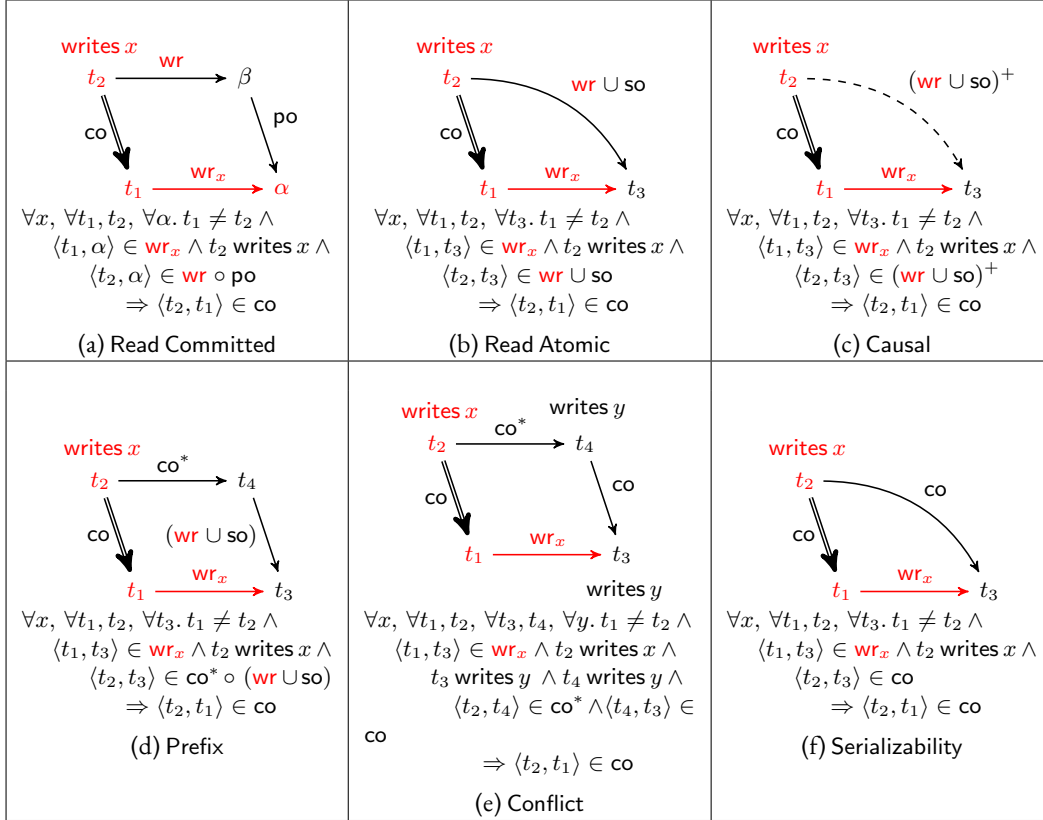 writes x
t₂ wr β
co po
t₁ wrₓ α
∀x, ∀t₁, t₂, ∀α. t₁ ≠ t₂ ∧
⟨t₁, α⟩ ∈ wrₓ ∧ t₂ writes x ∧
⟨t₂, α⟩ ∈ wr ∘ po
⇒ ⟨t₂, t₁⟩ ∈ co
(a) Read Committed
writes x
t₂ wr ∪ so
co
t₁ wrₓ t₃
∀x, ∀t₁, t₂, ∀t₃. t₁ ≠ t₂ ∧
⟨t₁, t₃⟩ ∈ wrₓ ∧ t₂ writes x ∧
⟨t₂, t₃⟩ ∈ wr ∪ so
⇒ ⟨t₂, t₁⟩ ∈ co
(b) Read Atomic
writes x
t₂ (wr ∪ so)⁺
co
t₁ wrₓ t₃
∀x, ∀t₁, t₂, ∀t₃. t₁ ≠ t₂ ∧
⟨t₁, t₃⟩ ∈ wrₓ ∧ t₂ writes x ∧
⟨t₂, t₃⟩ ∈ (wr ∪ so)⁺
⇒ ⟨t₂, t₁⟩ ∈ co
(c) Causal
writes x
t₂ co* t₄
co (wr ∪ so)
t₁ wrₓ t₃
∀x, ∀t₁, t₂, ∀t₃. t₁ ≠ t₂ ∧
⟨t₁, t₃⟩ ∈ wrₓ ∧ t₂ writes x ∧
⟨t₂, t₃⟩ ∈ co* ∘ (wr ∪ so)
⇒ ⟨t₂, t₁⟩ ∈ co
(d) Prefix
writes x writes y
t₂ co* t₄
co co
t₁ wrₓ t₃
writes y
∀x, ∀t₁, t₂, ∀t₃, t₄, ∀y. t₁ ≠ t₂ ∧
⟨t₁, t₃⟩ ∈ wrₓ ∧ t₂ writes x ∧
t₃ writes y ∧ t₄ writes y ∧
⟨t₂, t₄⟩ ∈ co* ∧ ⟨t₄, t₃⟩ ∈
co
⇒ ⟨t₂, t₁⟩ ∈ co
(e) Conflict
writes x
t₂ co
co
t₁ wrₓ t₃
∀x, ∀t₁, t₂, ∀t₃. t₁ ≠ t₂ ∧
⟨t₁, t₃⟩ ∈ wrₓ ∧ t₂ writes x ∧
⟨t₂, t₃⟩ ∈ co
⇒ ⟨t₂, t₁⟩ ∈ co
(f) Serializability